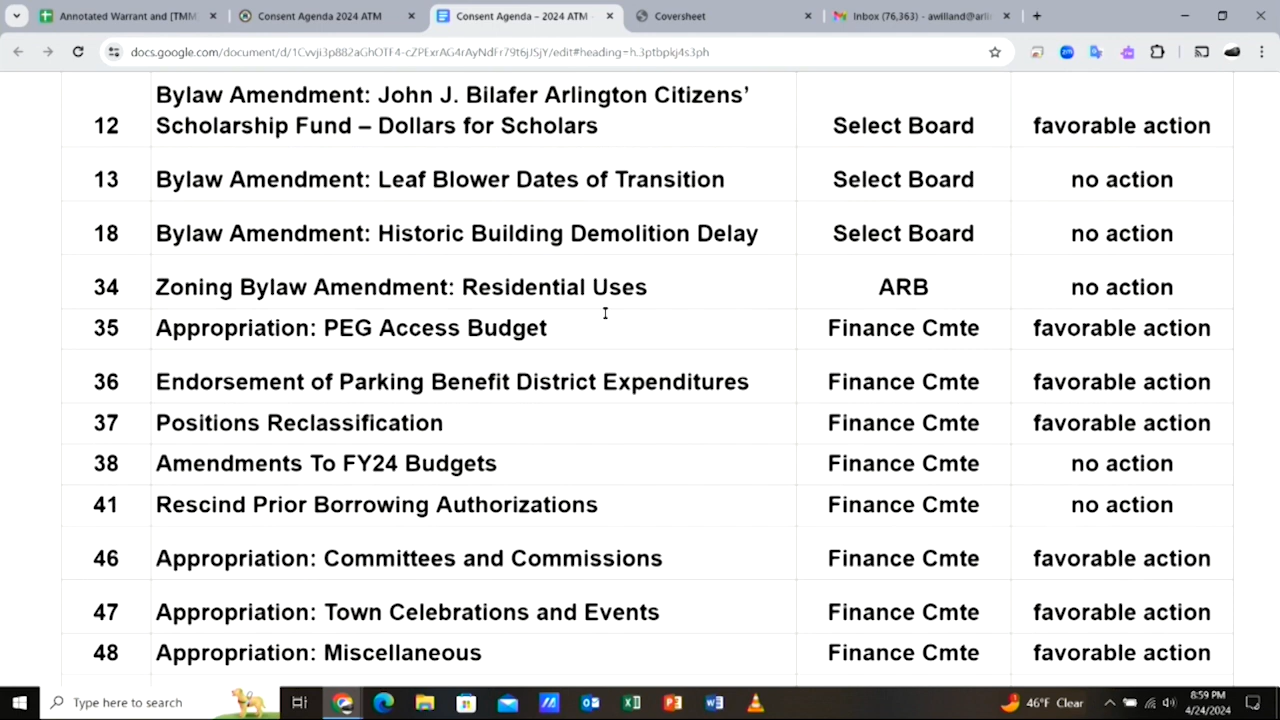 Annotated Warrant and [TMM
Consent Agenda 2024 ATM
Consent Agenda – 2024 ATM
Coversheet
Inbox (76,363) – awilland@arli
docs.google.com/document/d/1Cvvji3p882aGhOTF4-cZPExrAG4rAyNdFr79t6jJSjY/edit#heading=h.3ptbpkj4s3ph
Bylaw Amendment: John J. Bilafer Arlington Citizens’
12 Scholarship Fund – Dollars for Scholars Select Board favorable action
13 Bylaw Amendment: Leaf Blower Dates of Transition Select Board no action
18 Bylaw Amendment: Historic Building Demolition Delay Select Board no action
34 Zoning Bylaw Amendment: Residential Uses ARB no action
35 Appropriation: PEG Access Budget Finance Cmte favorable action
36 Endorsement of Parking Benefit District Expenditures Finance Cmte favorable action
37 Positions Reclassification Finance Cmte favorable action
38 Amendments To FY24 Budgets Finance Cmte no action
41 Rescind Prior Borrowing Authorizations Finance Cmte no action
46 Appropriation: Committees and Commissions Finance Cmte favorable action
47 Appropriation: Town Celebrations and Events Finance Cmte favorable action
48 Appropriation: Miscellaneous Finance Cmte favorable action
Type here to search
46°F Clear
8:59 PM
4/24/2024